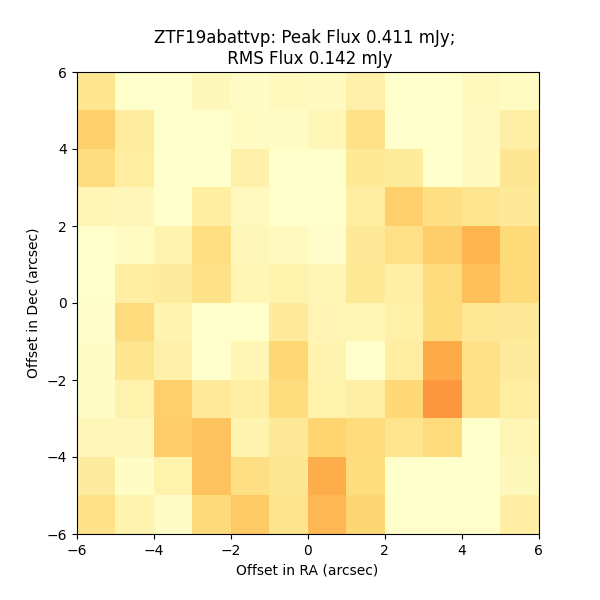 ZTF19abattvp: Peak Flux 0.411 mJy;
RMS Flux 0.142 mJy
6
4
2
0
−2
−4
−6
Offset in Dec (arcsec)
−6 −4 −2 0 2 4 6
Offset in RA (arcsec)